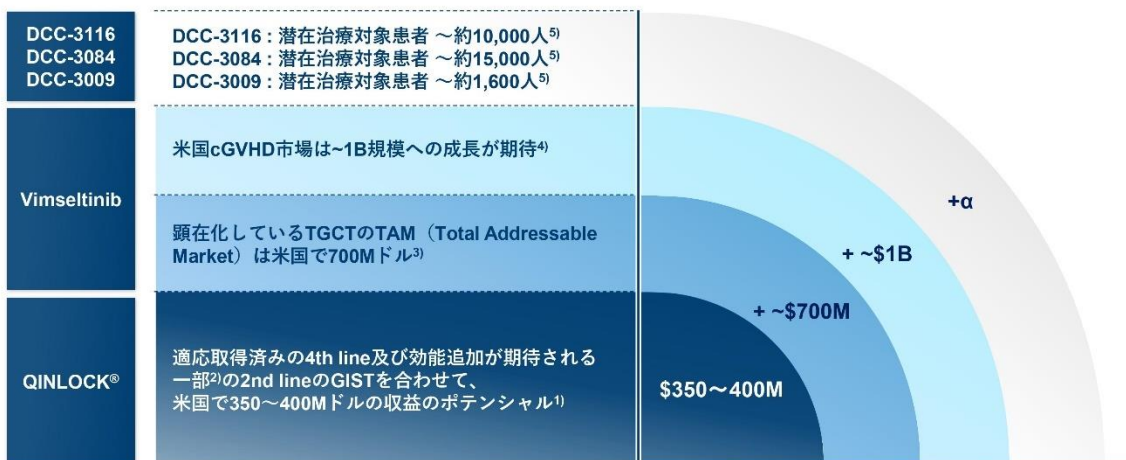 DCC-3116
DCC-3084
DCC-3009
DCC-3116 : 潜在治療対象患者 ～約10,000人5)
DCC-3084 : 潜在治療対象患者 ～約15,000人5)
DCC-3009 : 潜在治療対象患者 ～約1,600人5)
+α
Vimseltinib
米国cGVHD市場は~1B規模への成長が期待4)
+ ~$1B
顕在化しているTGCTのTAM（Total Addressable
Market）は米国で700Mドル3)
+ ~$700M
QINLOCK®
適応取得済みの4th line及び効能追加が期待される
一部2)の2nd lineのGISTを合わせて、
米国で350～400Mドルの収益のポテンシャル1)
$350～400M